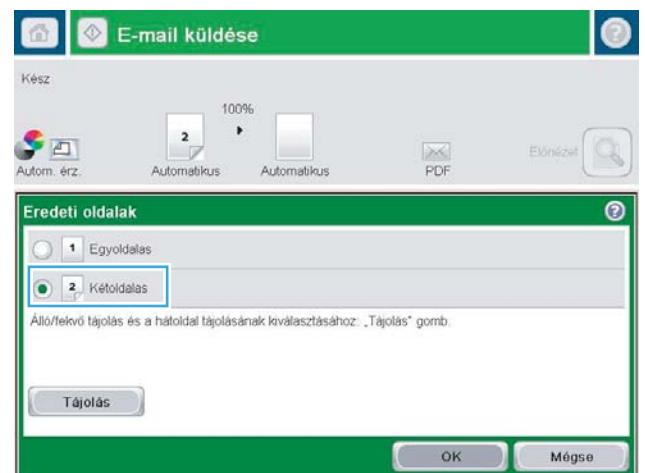 E-mail küldése
Kész
100%
2
Autom. érz.
Automatikus
Automatikus
PDF
Előnézet
Eredeti oldalak
1 Egyoldalas
2 Kétoldalas
Álló/fekvő tájolás és a hátoldal tájolásának kiválasztásához: „Tájolás" gomb.
Tájolás
OK
Mégse